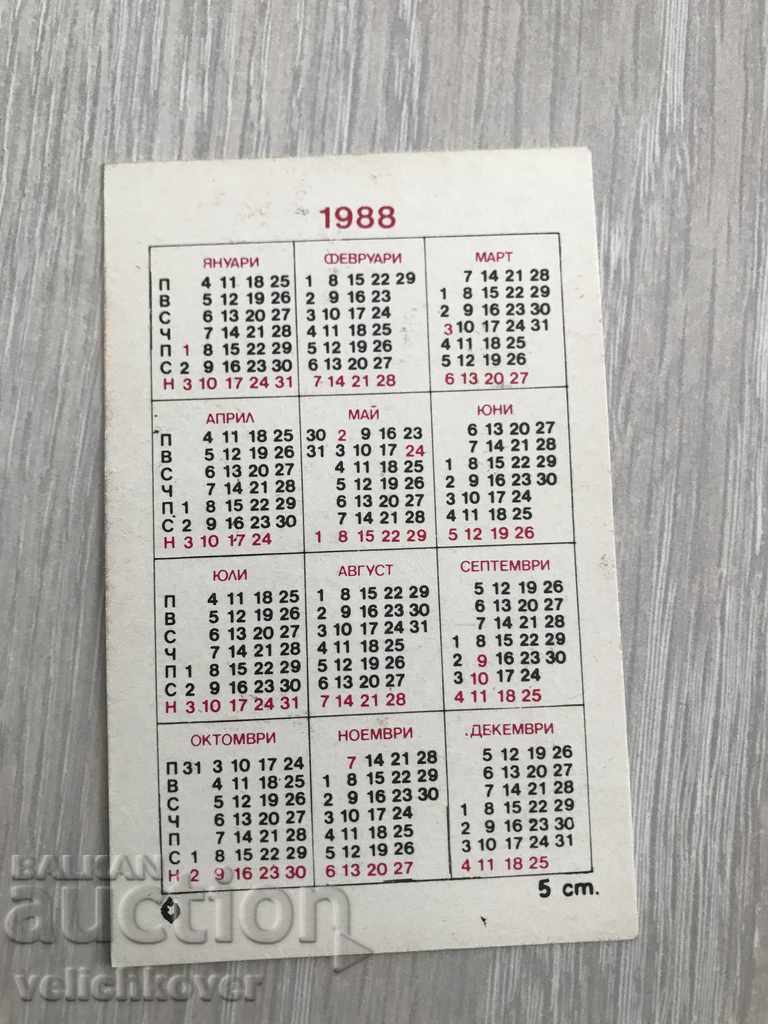 1988
ЯНУАРИ ФЕВРУАРИ МАРТ
П 4 11 18 25 1 8 15 22 29 7 14 21 28
В 5 12 19 26 2 9 16 23 1 8 15 22 29
С 6 13 20 27 3 10 17 24 2 9 16 23 30
Ч 7 14 21 28 4 11 18 25 3 10 17 24 31
П 1 8 15 22 29 5 12 19 26 4 11 18 25
С 2 9 16 23 30 6 13 20 27 5 12 19 26
Н 3 10 17 24 31 7 14 21 28 6 13 20 27
АПРИЛ МАЙ ЮНИ
П 4 11 18 25 30 2 9 16 23 6 13 20 27
В 5 12 19 26 31 3 10 17 24 7 14 21 28
С 6 13 20 27 4 11 18 25 1 8 15 22 29
Ч 7 14 21 28 5 12 19 26 2 9 16 23 30
П 1 8 15 22 29 6 13 20 27 3 10 17 24
С 2 9 16 23 30 7 14 21 28 4 11 18 25
Н 3 10 17 24 1 8 15 22 29 5 12 19 26
ЮЛИ АВГУСТ СЕПТЕМВРИ
П 4 11 18 25 1 8 15 22 29 5 12 19 26
В 5 12 19 26 2 9 16 23 30 6 13 20 27
С 6 13 20 27 3 10 17 24 31 7 14 21 28
Ч 7 14 21 28 4 11 18 25 1 8 15 22 29
П 1 8 15 22 29 5 12 19 26 2 9 16 23 30
С 2 9 16 23 30 6 13 20 27 3 10 17 24
Н 3 10 17 24 31 7 14 21 28 4 11 18 25
ОКТОМВРИ НОЕМВРИ ДЕКЕМВРИ
П 31 3 10 17 24 7 14 21 28 5 12 19 26
В 4 11 18 25 1 8 15 22 29 6 13 20 27
С 5 12 19 26 2 9 16 23 30 7 14 21 28
Ч 6 13 20 27 3 10 17 24 1 8 15 22 29
П 7 14 21 28 4 11 18 25 2 9 16 23 30
С 1 8 15 22 29 5 12 19 26 3 10 17 24 31
Н 2 9 16 23 30 6 13 20 27 4 11 18 25
5 ст.
BALKAN
auction
velichkover